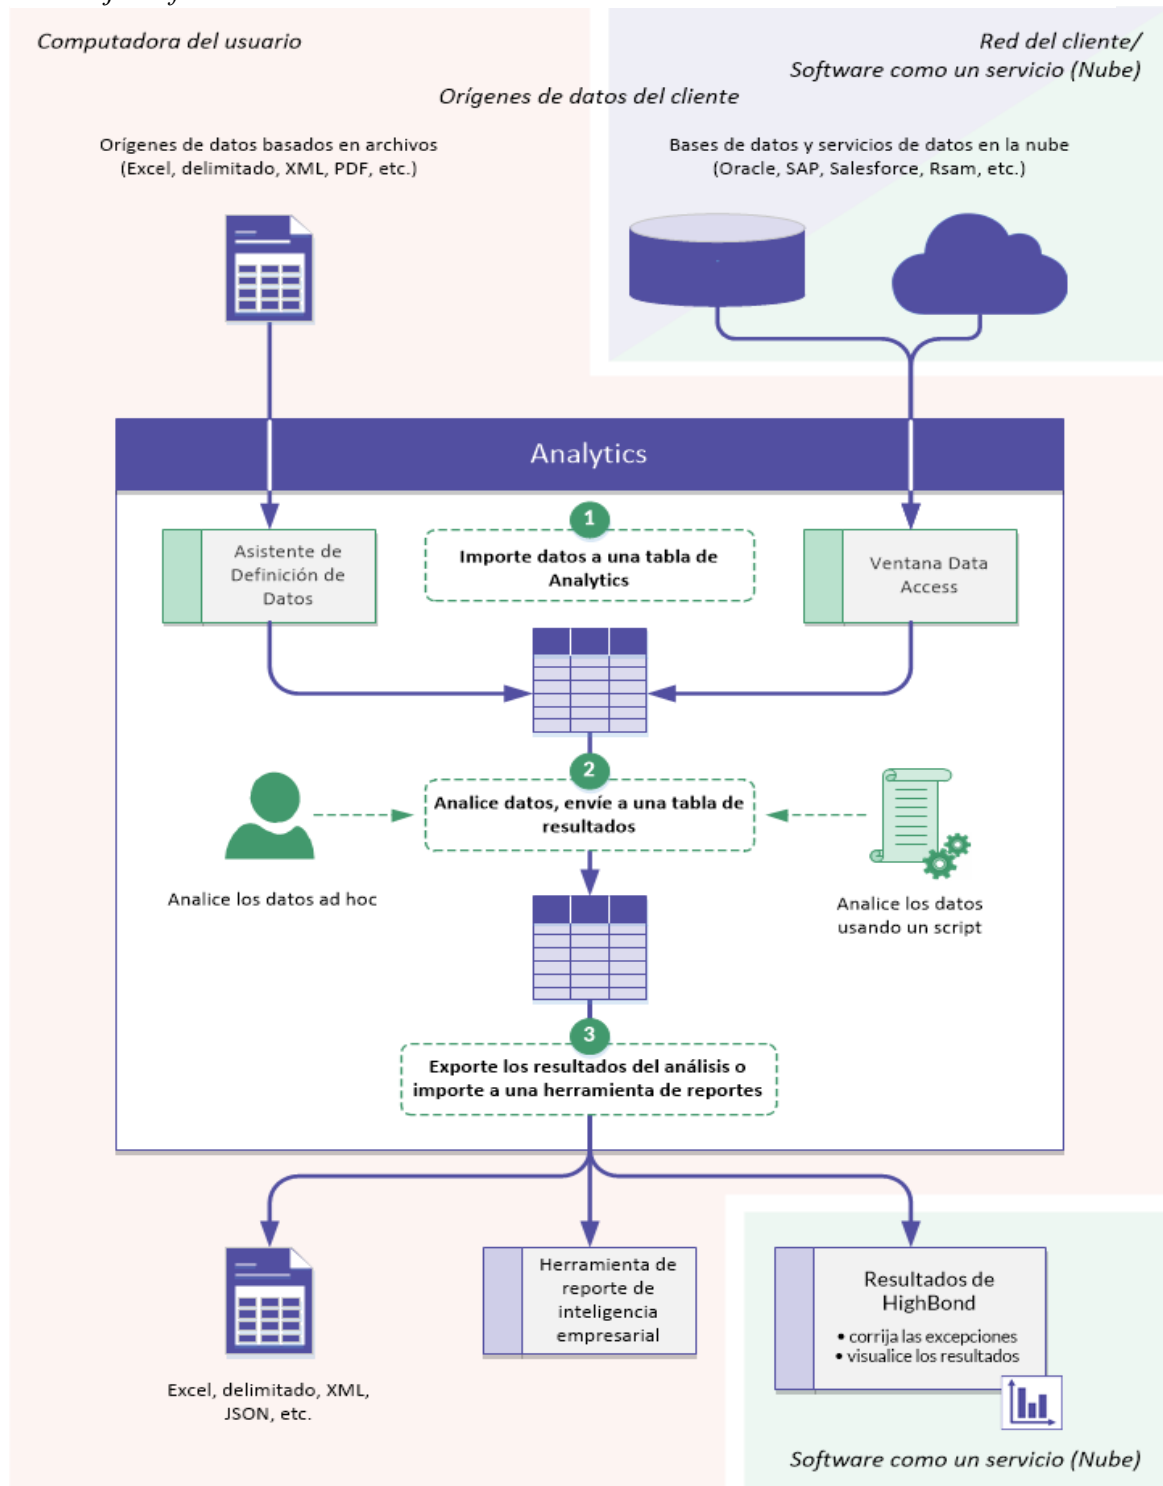 Computadora del usuario
Red del cliente/
Software como un servicio (Nube)
Orígenes de datos del cliente
Orígenes de datos basados en archivos
(Excel, delimitado, XML, PDF, etc.)
Bases de datos y servicios de datos en la nube
(Oracle, SAP, Salesforce, Rsam, etc.)
Analytics
Asistente de
Definición de
Datos
1
Importe datos a una tabla de
Analytics
Ventana Data
Access
2
Analice datos, envíe a una tabla de
resultados
Analice los datos ad hoc
Analice los datos
usando un script
3
Exporte los resultados del análisis o
importe a una herramienta de reportes
Excel, delimitado, XML,
JSON, etc.
Herramienta de
reporte de
inteligencia
empresarial
Resultados de
HighBond
• corrija las excepciones
• visualice los resultados
Software como un servicio (Nube)